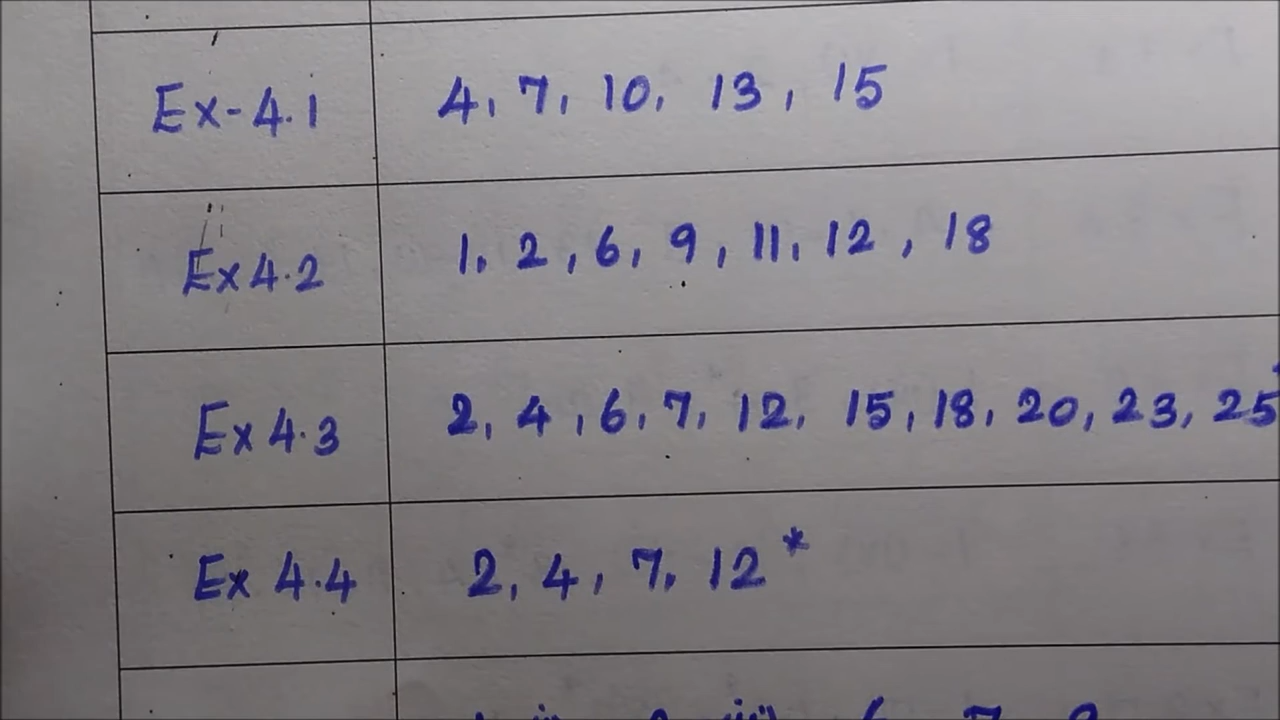 Ex-4.1 4, 7, 10, 13, 15
Ex 4.2 1, 2, 6, 9, 11, 12, 18
Ex 4.3 2, 4, 6, 7, 12, 15, 18, 20, 23, 25
Ex 4.4 2, 4, 7, 12*